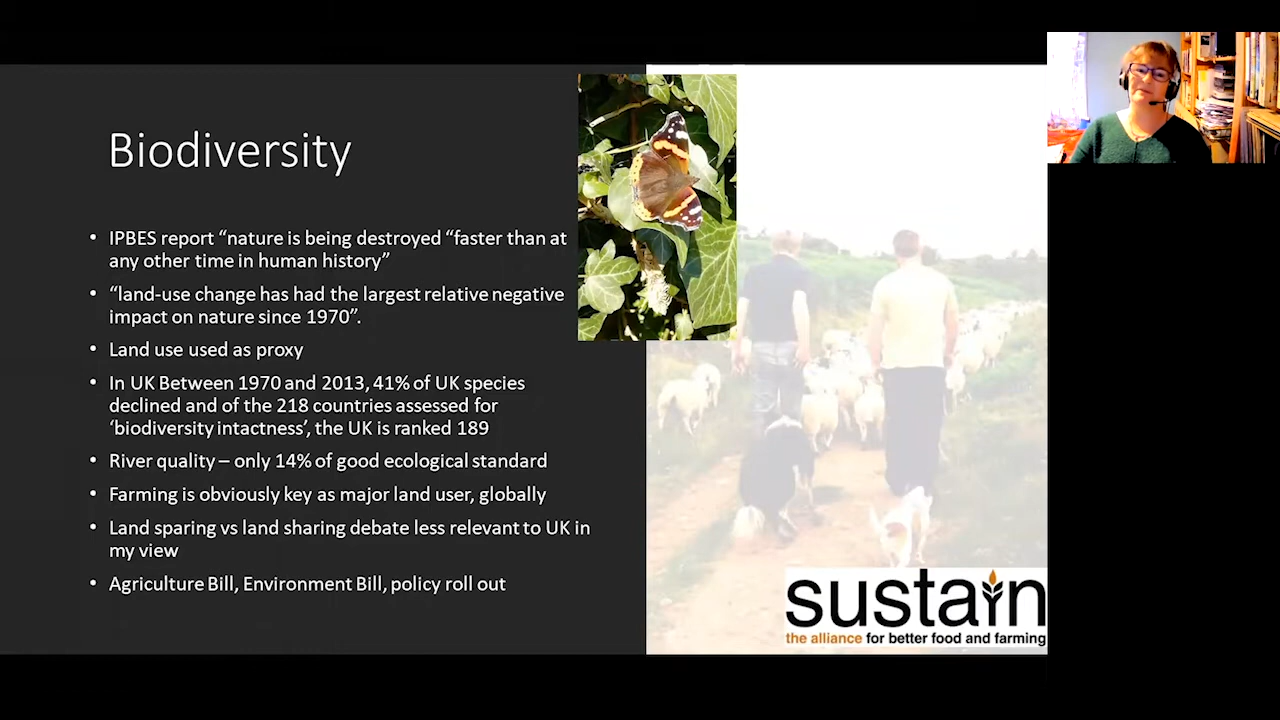 Biodiversity
• IPBES report “nature is being destroyed “faster than at
any other time in human history”
• “land-use change has had the largest relative negative
impact on nature since 1970”.
• Land use used as proxy
• In UK Between 1970 and 2013, 41% of UK species
declined and of the 218 countries assessed for
‘biodiversity intactness’, the UK is ranked 189
• River quality – only 14% of good ecological standard
• Farming is obviously key as major land user, globally
• Land sparing vs land sharing debate less relevant to UK in
my view
• Agriculture Bill, Environment Bill, policy roll out
sustain
the alliance for better food and farming